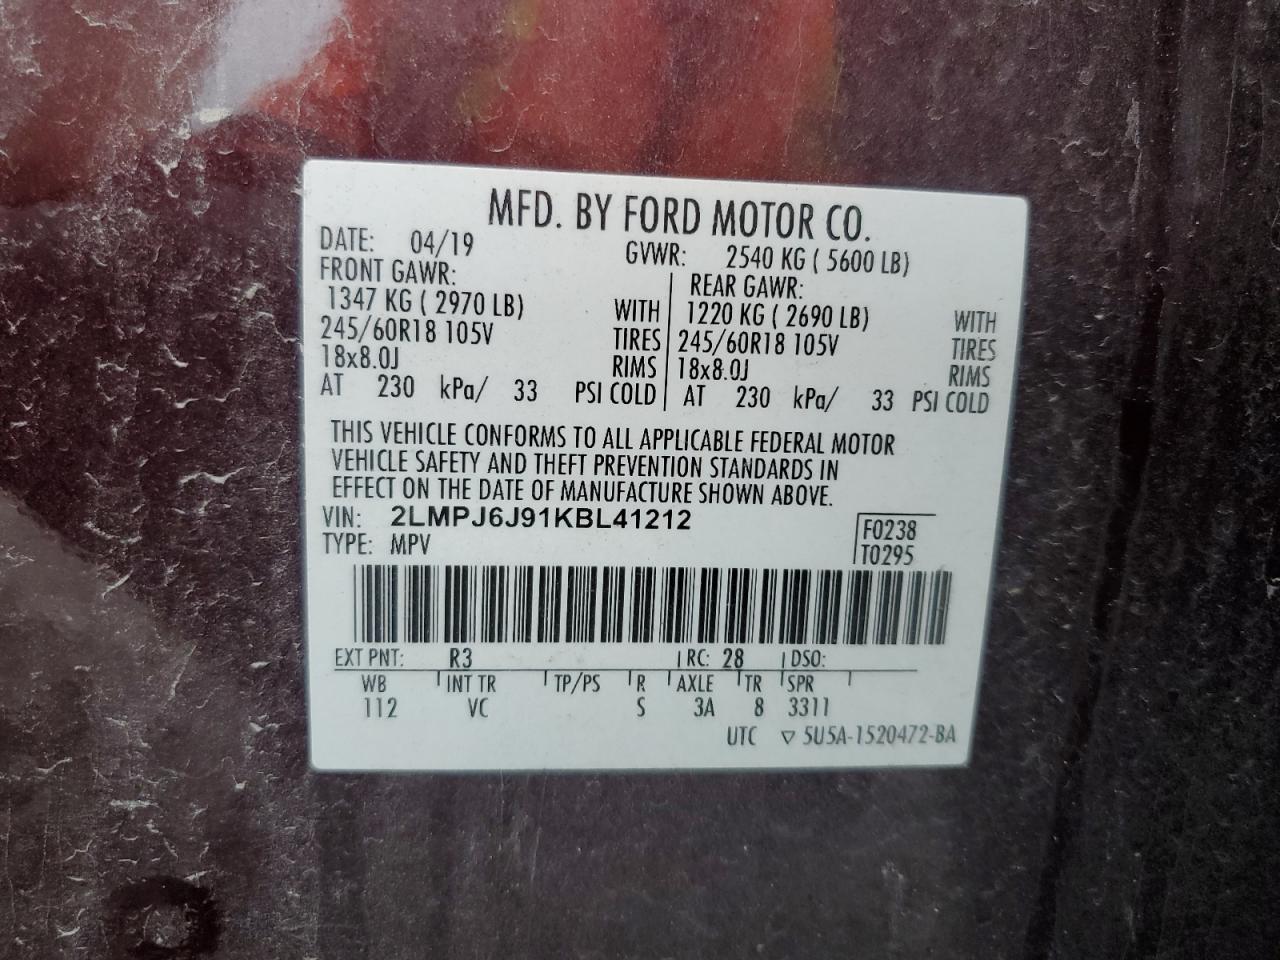 MFD. BY FORD MOTOR CO.
DATE: 04/19 GVWR: 2540 KG ( 5600 LB)
FRONT GAWR: REAR GAWR:
1347 KG ( 2970 LB) WITH 1220 KG ( 2690 LB) WITH
245/60R18 105V TIRES 245/60R18 105V TIRES
18x8.0J RIMS 18x8.0J RIMS
AT 230 kPa/ 33 PSI COLD AT 230 kPa/ 33 PSI COLD
THIS VEHICLE CONFORMS TO ALL APPLICABLE FEDERAL MOTOR
VEHICLE SAFETY AND THEFT PREVENTION STANDARDS IN
EFFECT ON THE DATE OF MANUFACTURE SHOWN ABOVE.
VIN: 2LMPJ6J91KBL41212 F0238
TYPE: MPV T0295
EXT PNT: R3 RC: 28 DSO:
WB INT TR TP/PS R AXLE TR SPR
112 VC S 3A 8 3311
UTC ▽ 5U5A-1520472-BA